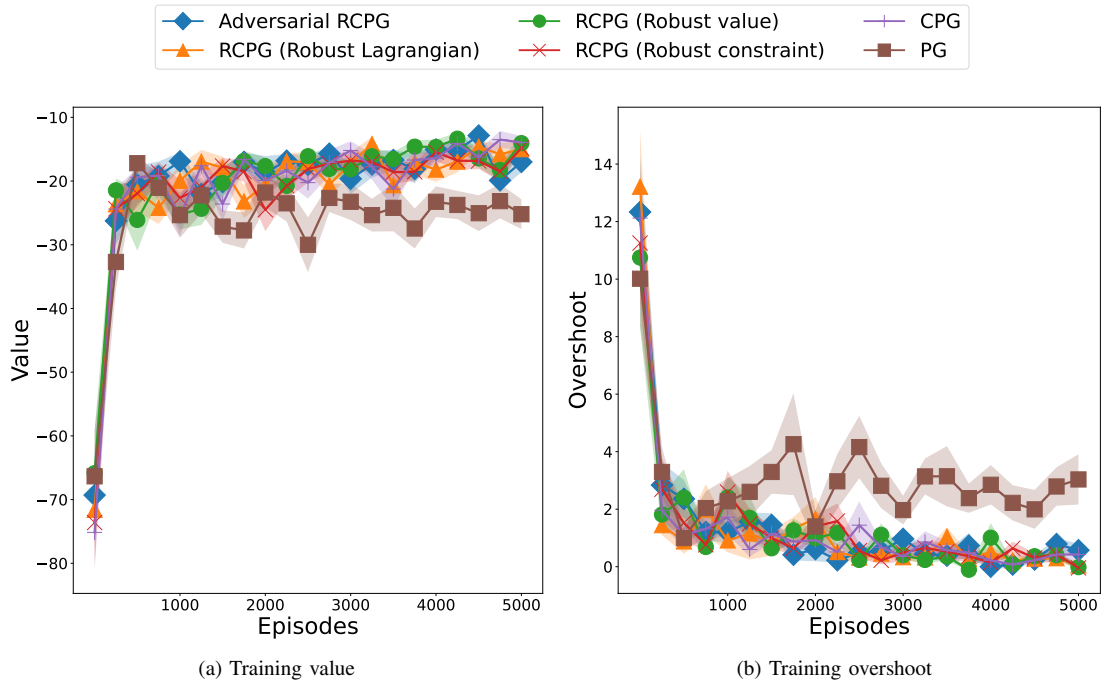 Adversarial RCPG
RCPG (Robust Lagrangian)
RCPG (Robust value)
RCPG (Robust constraint)
CPG
PG
−10
−20
−30
−40
−50
−60
−70
−80
Value
1000 2000 3000 4000 5000
Episodes
(a) Training value
14
12
10
8
6
4
2
0
Overshoot
1000 2000 3000 4000 5000
Episodes
(b) Training overshoot